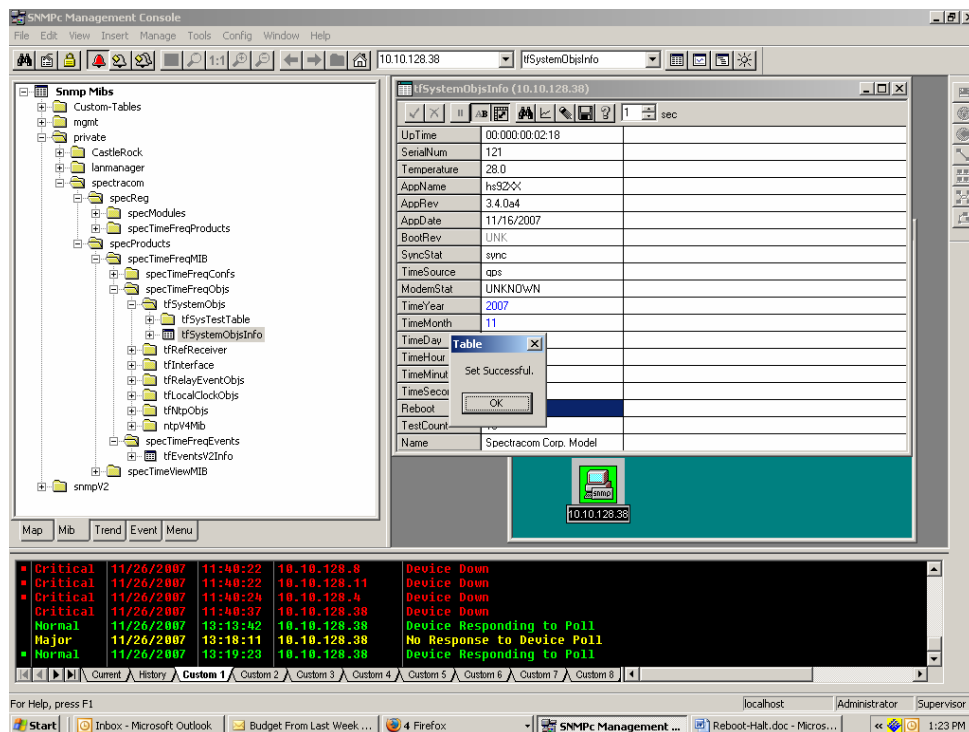 SNMPc Management Console
File Edit View Insert Manage Tools Config Window Help
1:1 10.10.128.38 tfSystemObjsInfo
Snmp Mibs
Custom-Tables
mgmt
private
CastleRock
lanmanager
spectracom
specReg
specModules
specTimeFreqProducts
specProducts
specTimeFreqMIB
specTimeFreqConfs
specTimeFreqObjs
tfSystemObjs
tfSysTestTable
tfSystemObjsInfo
tfRefReceiver
tfInterface
tfRelayEventObjs
tfLocalClockObjs
tfNtpObjs
ntpV4Mib
specTimeFreqEvents
tfEventsV2Info
specTimeViewMIB
snmpV2
Map Mib Trend Event Menu
tfSystemObjsInfo (10.10.128.38)
AB 1 sec
UpTime 00:000:00:02:18
SerialNum 121
Temperature 28.0
AppName hs92XX
AppRev 3.4.0a4
AppDate 11/16/2007
BootRev UNK
SyncStat sync
TimeSource gps
ModemStat UNKNOWN
TimeYear 2007
TimeMonth 11
TimeDay
TimeHour
TimeMinut
TimeSecor
Reboot
TestCount
Name Spectracom Corp. Model
Table
Set Successful.
OK
snmp
10.10.128.38
Critical 11/26/2007 11:40:22 10.10.128.8 Device Down
Critical 11/26/2007 11:40:22 10.10.128.11 Device Down
Critical 11/26/2007 11:40:24 10.10.128.4 Device Down
Critical 11/26/2007 11:40:37 10.10.128.38 Device Down
Normal 11/26/2007 13:13:42 10.10.128.38 Device Responding to Poll
Major 11/26/2007 13:18:11 10.10.128.38 No Response to Device Poll
Normal 11/26/2007 13:19:23 10.10.128.38 Device Responding to Poll
Current History Custom 1 Custom 2 Custom 3 Custom 4 Custom 5 Custom 6 Custom 7 Custom 8
For Help, press F1 localhost Administrator Supervisor
Start Inbox - Microsoft Outlook Budget From Last Week ... 4 Firefox SNMPc Management ... Reboot-Halt.doc - Micros... « 1:23 PM